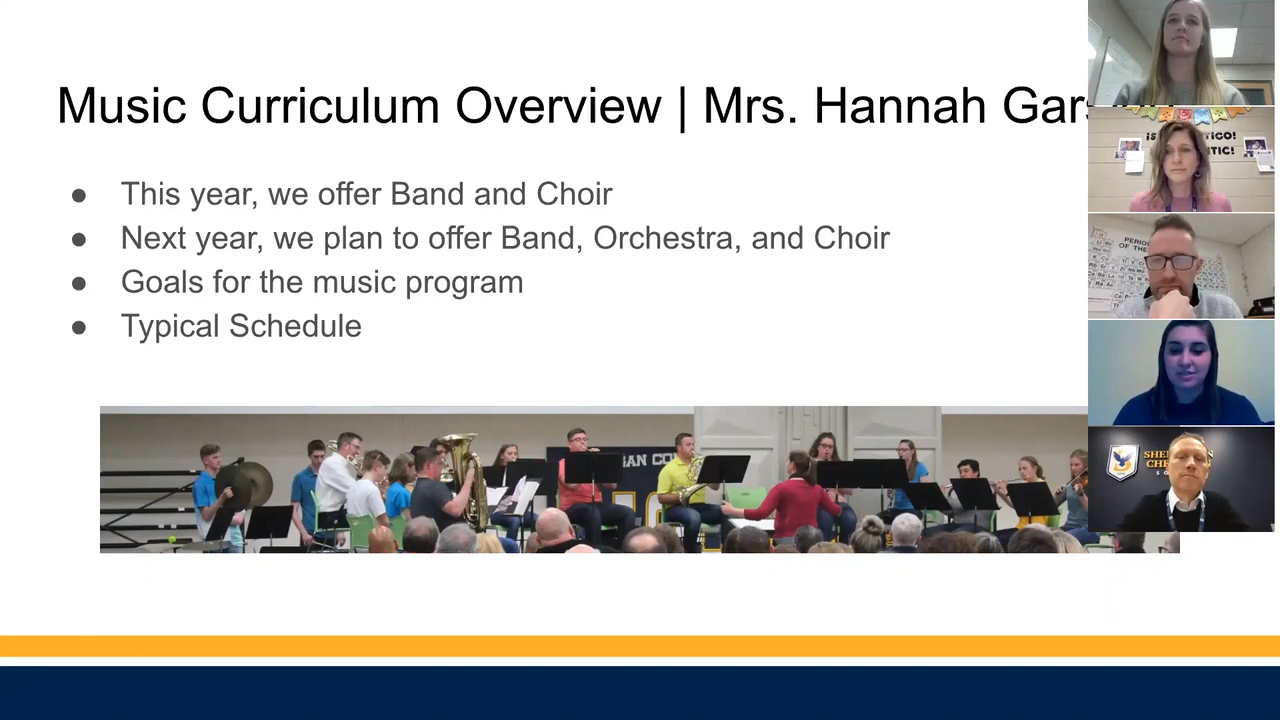 Music Curriculum Overview | Mrs. Hannah
● This year, we offer Band and Choir
● Next year, we plan to offer Band, Orchestra, and Choir
● Goals for the music program
● Typical Schedule